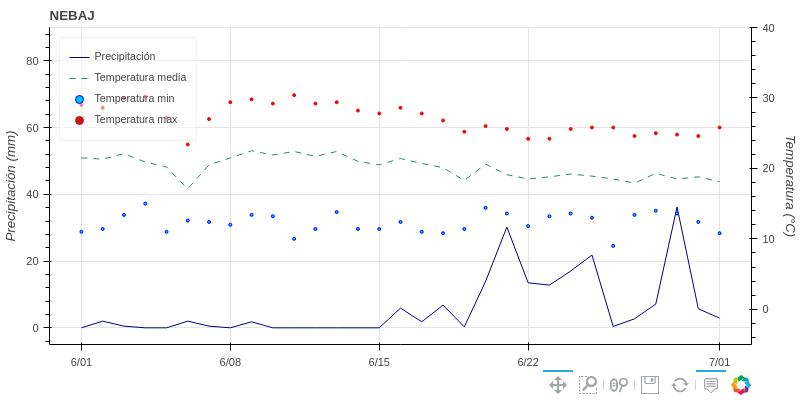 NEBAJ
Precipitación
Temperatura media
Temperatura min
Temperatura max
Precipitación (mm)
80
60
40
20
0
Temperatura (°C)
40
30
20
10
0
6/01
6/08
6/15
6/22
7/01